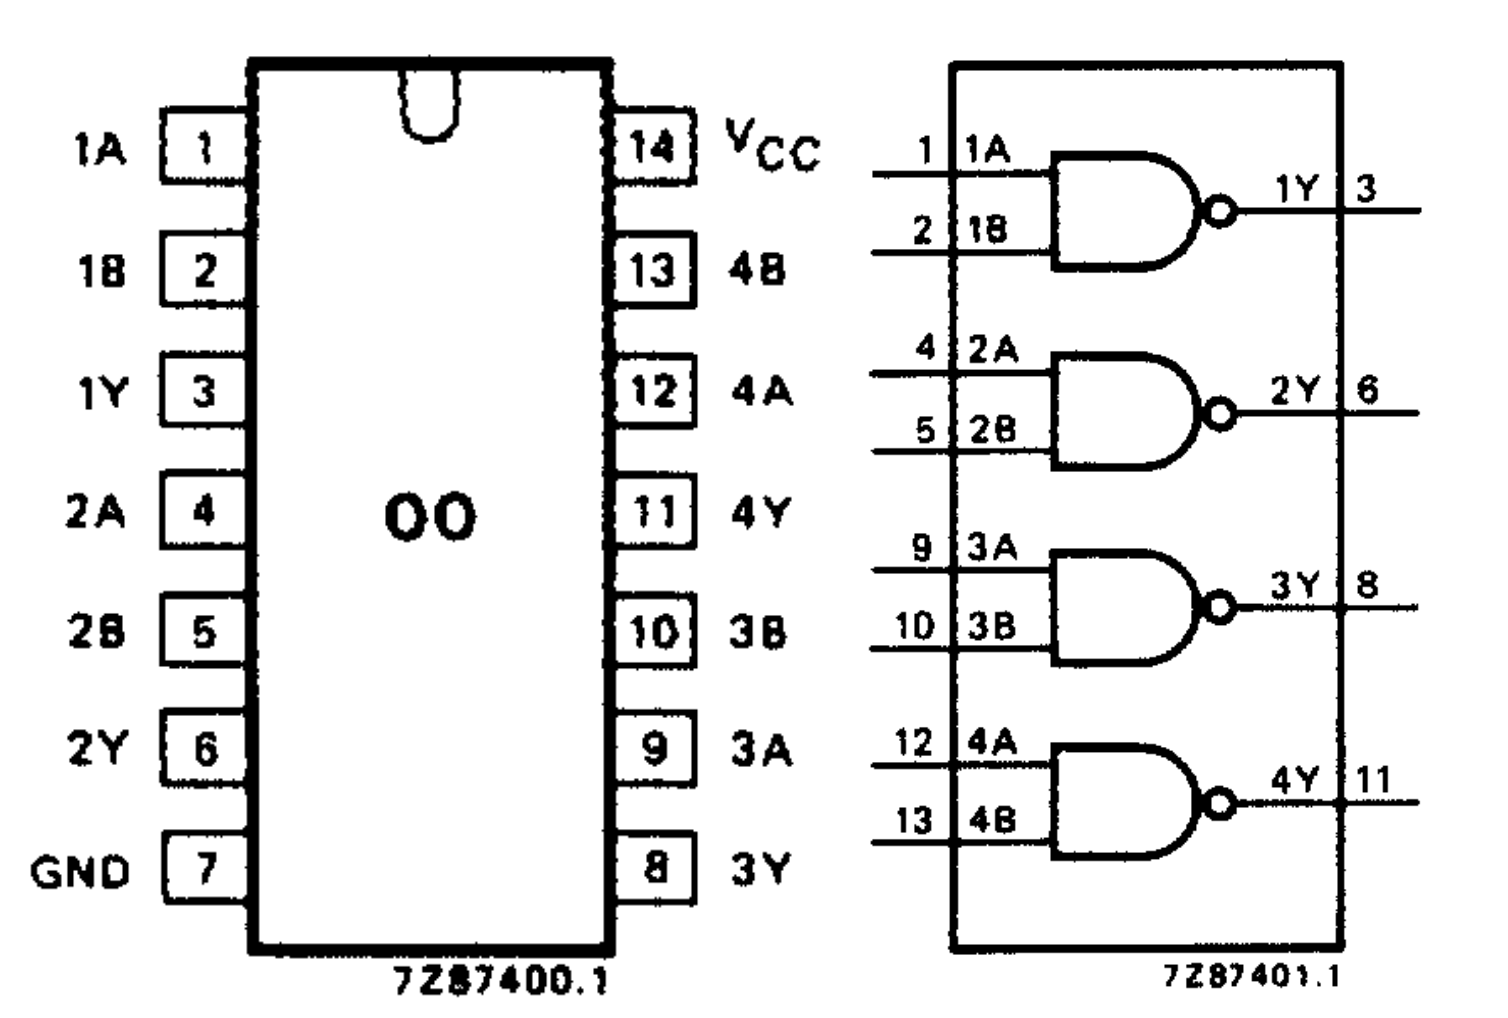 1A 1 14 VCC
1B 2 13 4B
1Y 3 12 4A
2A 4 00 11 4Y
2B 5 10 3B
2Y 6 9 3A
GND 7 8 3Y
7Z87400.1
1 1A
1Y 3
2 1B
4 2A
2Y 6
5 2B
9 3A
3Y 8
10 3B
12 4A
4Y 11
13 4B
7Z87401.1